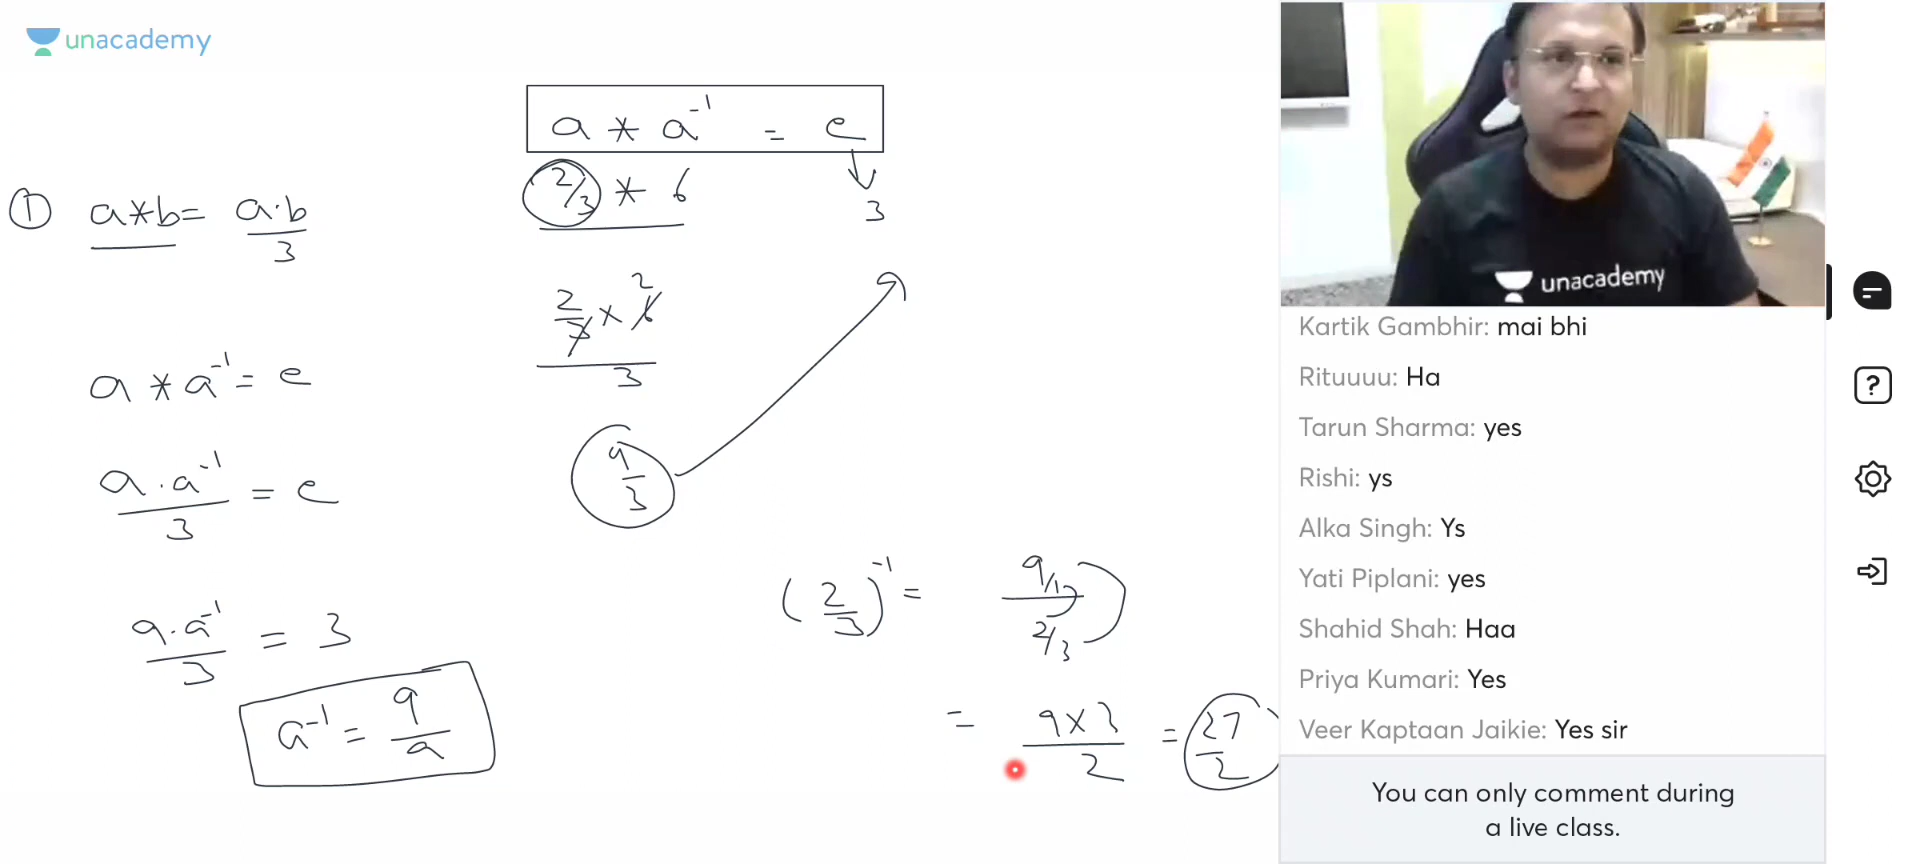 unacademy
a * a⁻¹ = e
2/3 * 6
3
① a*b = a·b/3
2/3 × 6 2
3
a * a⁻¹ = e
9/3
a·a⁻¹/3 = e
(2/3)⁻¹ =
2/3
a·a⁻¹/3 = 3
a⁻¹ = 9/a
= 9×3/2 = 27/2
unacademy
Kartik Gambhir: mai bhi
Rituuuu: Ha
Tarun Sharma: yes
Rishi: ys
Alka Singh: Ys
Yati Piplani: yes
Shahid Shah: Haa
Priya Kumari: Yes
Veer Kaptaan Jaikie: Yes sir
You can only comment during
a live class.
?